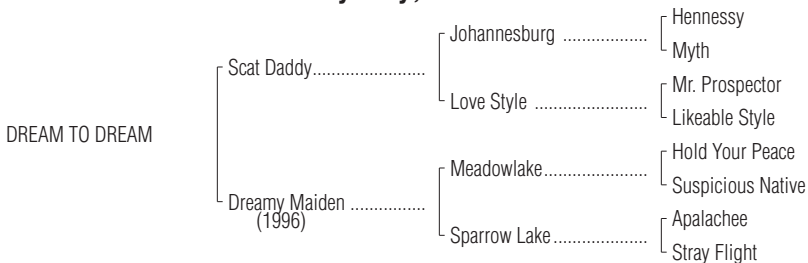 Hennessy
Johannesburg ....................
Myth
Scat Daddy........................
Mr. Prospector
Love Style ........................
Likeable Style
DREAM TO DREAM
Hold Your Peace
Meadowlake......................
Suspicious Native
Dreamy Maiden ................
(1996)
Apalachee
Sparrow Lake....................
Stray Flight